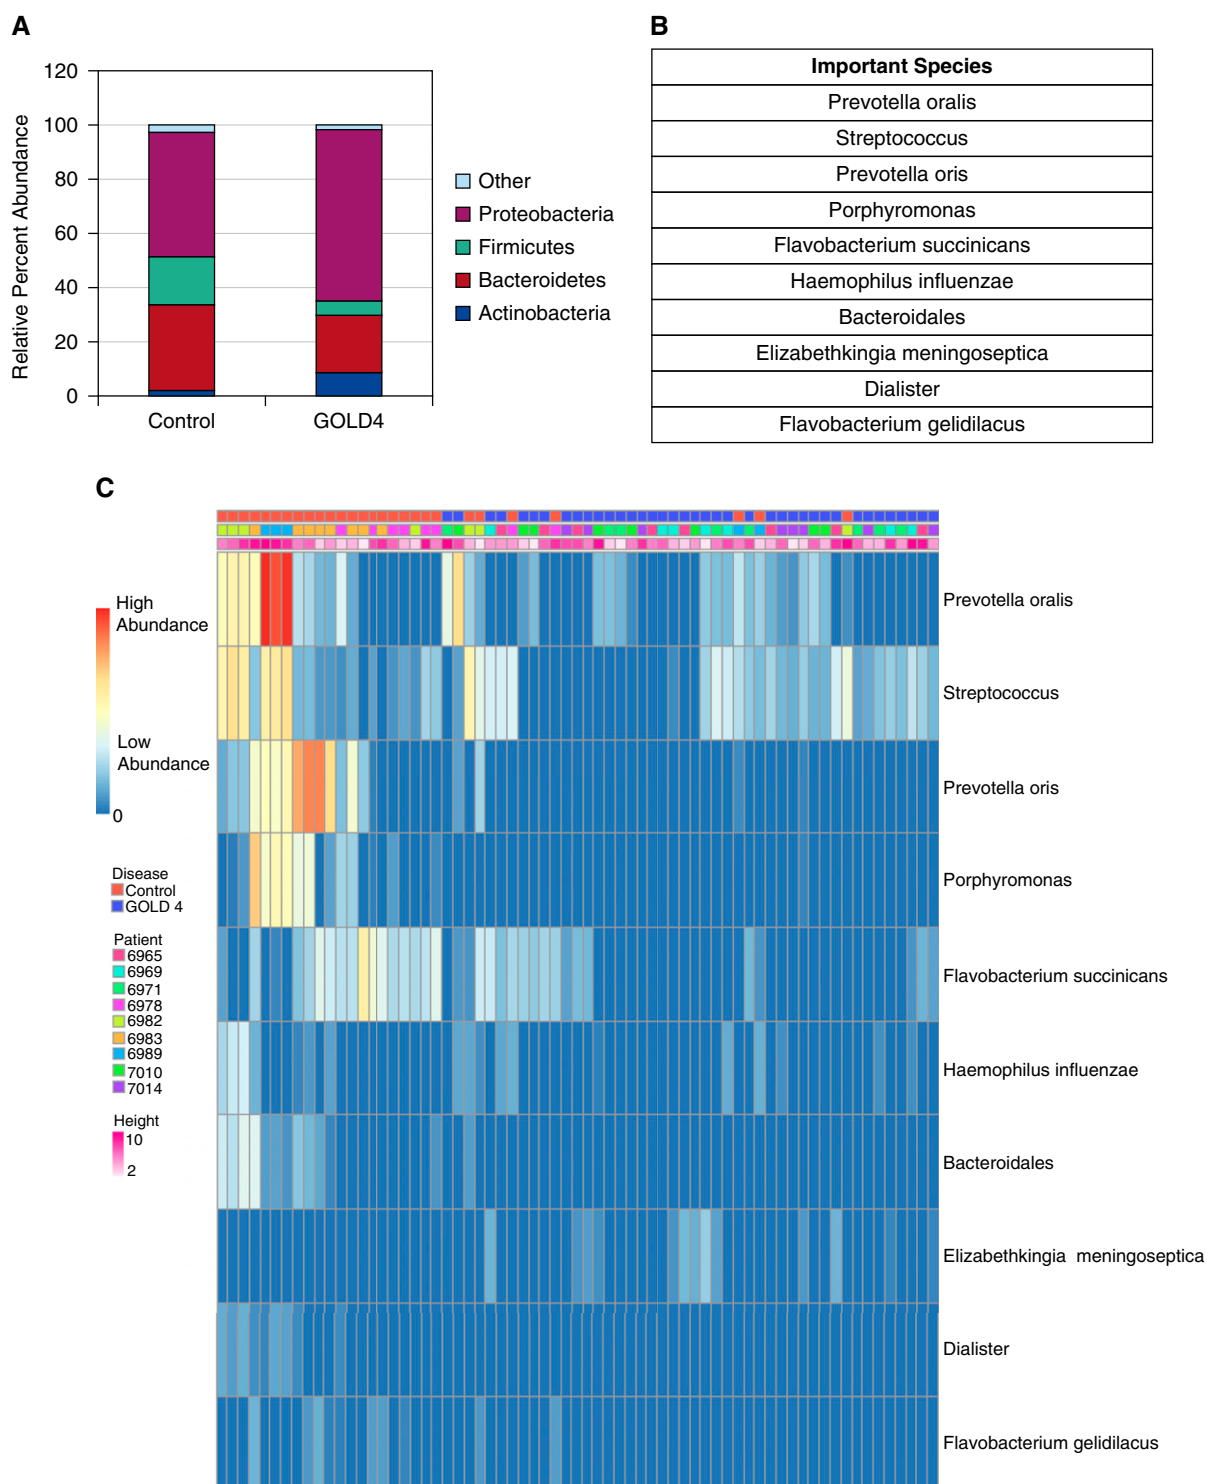 A
Relative Percent Abundance
120
100
80
60
40
20
0
Control
GOLD4
Other
Proteobacteria
Firmicutes
Bacteroidetes
Actinobacteria
B
Important Species
Prevotella oralis
Streptococcus
Prevotella oris
Porphyromonas
Flavobacterium succinicans
Haemophilus influenzae
Bacteroidales
Elizabethkingia meningoseptica
Dialister
Flavobacterium gelidilacus
C
High
Abundance
Low
Abundance
0
Disease
Control
GOLD 4
Patient
6965
6969
6971
6978
6982
6983
6989
7010
7014
Height
10
2
Prevotella oralis
Streptococcus
Prevotella oris
Porphyromonas
Flavobacterium succinicans
Haemophilus influenzae
Bacteroidales
Elizabethkingia meningoseptica
Dialister
Flavobacterium gelidilacus